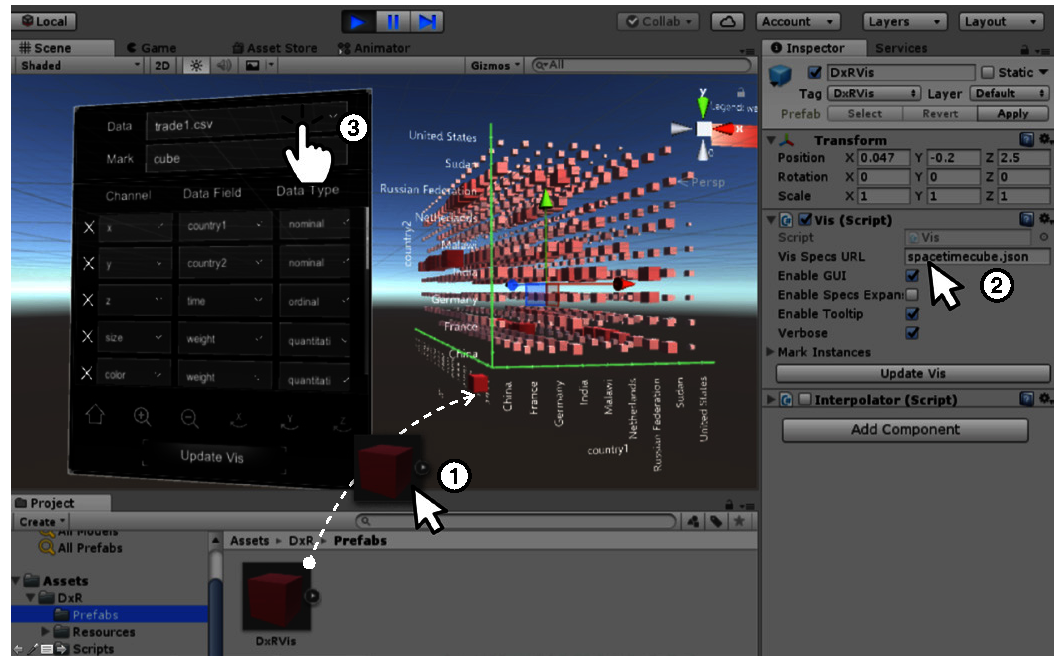 Local
Collab
Account
Layers
Layout
Scene
Game
Asset Store
Animator
Shaded
2D
Gizmos
All
Data
trade1.csv
3
Mark
cube
Channel
Data Field
Data Type
X
x
country1
nominal
X
y
country2
nominal
X
z
time
ordinal
X
size
weight
quantitati
X
color
weight
quantitati
X
Y
Z
Update Vis
y
x
Persp
United States
Sudan
Russian Federation
Netherlands
Malawi
India
Germany
France
China
country2
China
France
Germany
India
Malawi
Netherlands
Russian Federation
Sudan
United States
country1
1
Inspector
Services
DxRVis
Static
Tag
DxRVis
Layer
Default
Prefab
Select
Revert
Apply
Transform
Position X 0.047 Y -0.2 Z 2.5
Rotation X 0 Y 0 Z 0
Scale X 1 Y 1 Z 1
Vis (Script)
Script
Vis
Vis Specs URL
spacetimecube.json
Enable GUI
2
Enable Specs Expan
Enable Tooltip
Verbose
Mark Instances
Update Vis
Interpolator (Script)
Add Component
Project
Create
All Models
All Prefabs
Assets
DxR
Prefabs
Resources
Scripts
Assets
DxR
Prefabs
DxRVis